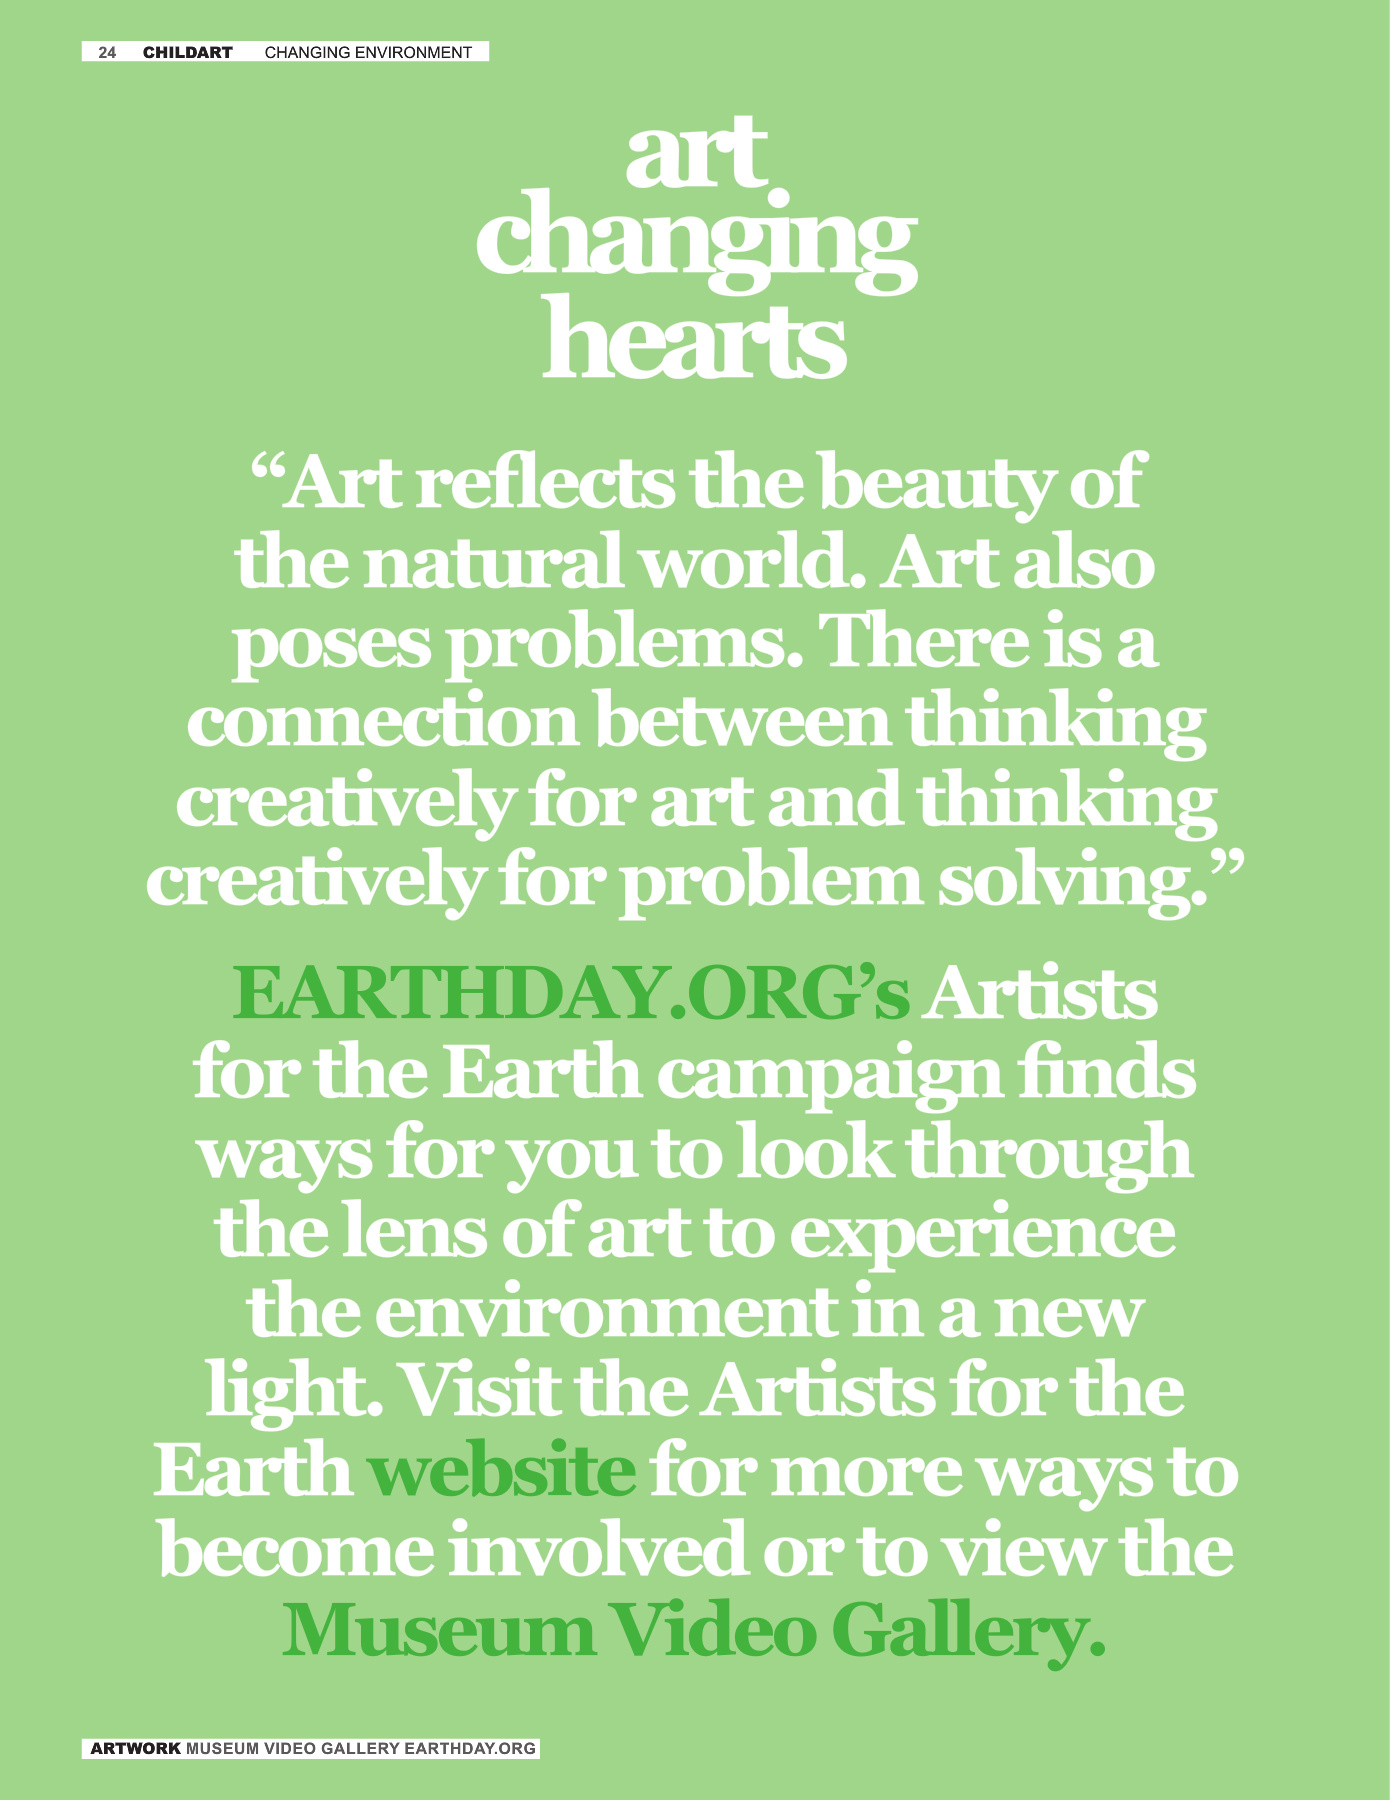 24 CHILDART CHANGING ENVIRONMENT
art
changing
hearts
“Art reflects the beauty of
the natural world. Art also
poses problems. There is a
connection between thinking
creatively for art and thinking
creatively for problem solving.”
EARTHDAY.ORG’s Artists
for the Earth campaign finds
ways for you to look through
the lens of art to experience
the environment in a new
light. Visit the Artists for the
Earth website for more ways to
become involved or to view the
Museum Video Gallery.
ARTWORK MUSEUM VIDEO GALLERY EARTHDAY.ORG